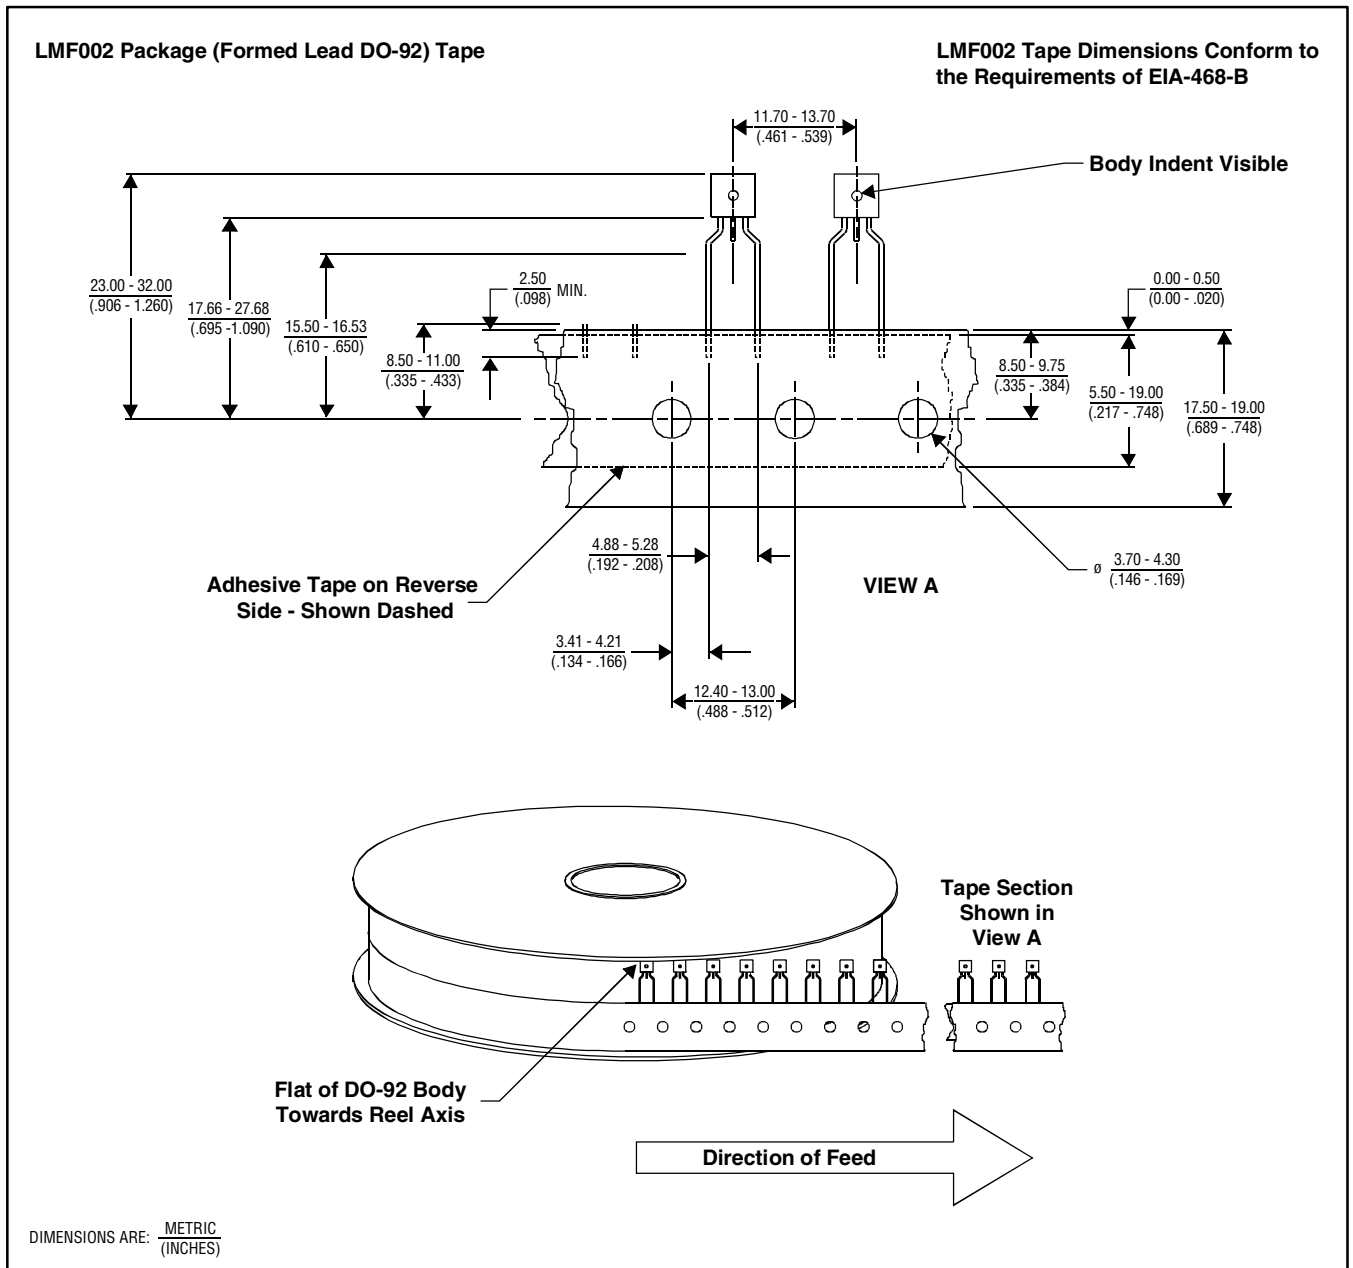 LMF002 Package (Formed Lead DO-92) Tape
LMF002 Tape Dimensions Conform to
the Requirements of EIA-468-B
11.70 - 13.70
(.461 - .539)
Body Indent Visible
23.00 - 32.00
(.906 - 1.260)
17.66 - 27.68
(.695 -1.090)
15.50 - 16.53
(.610 - .650)
8.50 - 11.00
(.335 - .433)
2.50
(.098)
MIN.
0.00 - 0.50
(0.00 - .020)
8.50 - 9.75
(.335 - .384)
5.50 - 19.00
(.217 - .748)
17.50 - 19.00
(.689 - .748)
4.88 - 5.28
(.192 - .208)
VIEW A
ø 3.70 - 4.30
(.146 - .169)
Adhesive Tape on Reverse
Side - Shown Dashed
3.41 - 4.21
(.134 - .166)
12.40 - 13.00
(.488 - .512)
Tape Section
Shown in
View A
Flat of DO-92 Body
Towards Reel Axis
Direction of Feed
DIMENSIONS ARE: METRIC
(INCHES)